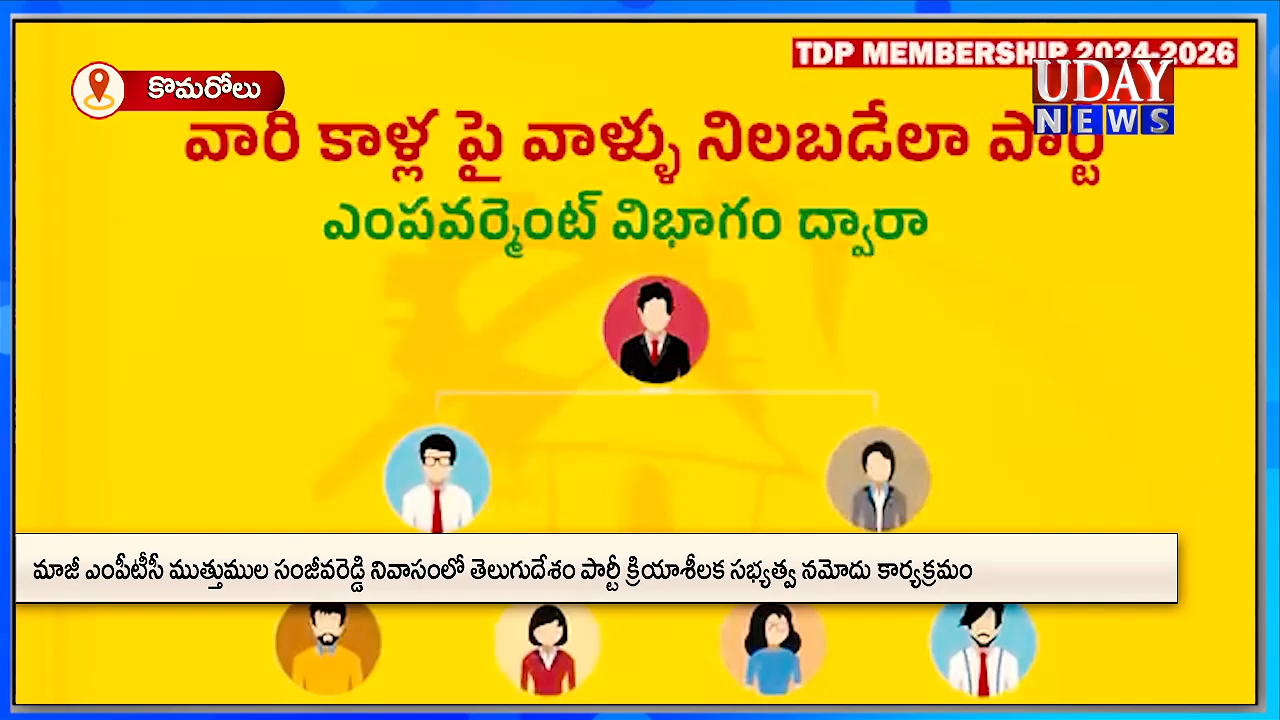 TDP MEMBERSHIP 2024-2026
UDAY
NEWS
కొమరోలు
వారి కాళ్ల పై వాళ్ళు నిలబడేలా పార్టీ
ఎంపవర్మెంట్ విభాగం ద్వారా
మాజీ ఎంపీటీసీ ముత్తుముల సంజీవరెడ్డి నివాసంలో తెలుగుదేశం పార్టీ క్రియాశీలక సభ్యత్వ నమోదు కార్యక్రమం